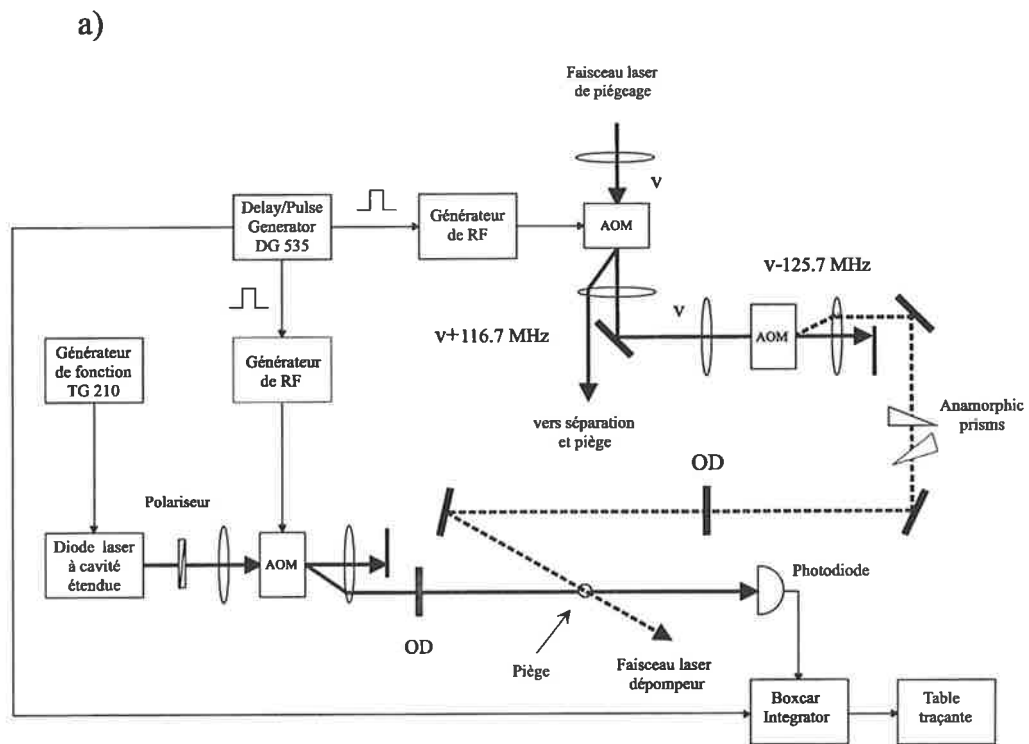 a)
Faisceau laser
de piégeage
ν
Delay/Pulse
Generator
DG 535
Générateur
de RF
AOM
ν-125.7 MHz
ν
ν+116.7 MHz
AOM
Générateur
de fonction
TG 210
Générateur
de RF
vers séparation
et piège
Anamorphic
prisms
OD
Polariseur
Diode laser
à cavité
étendue
AOM
Photodiode
OD
Piège
Faisceau laser
dépompeur
Boxcar
Integrator
Table
traçante